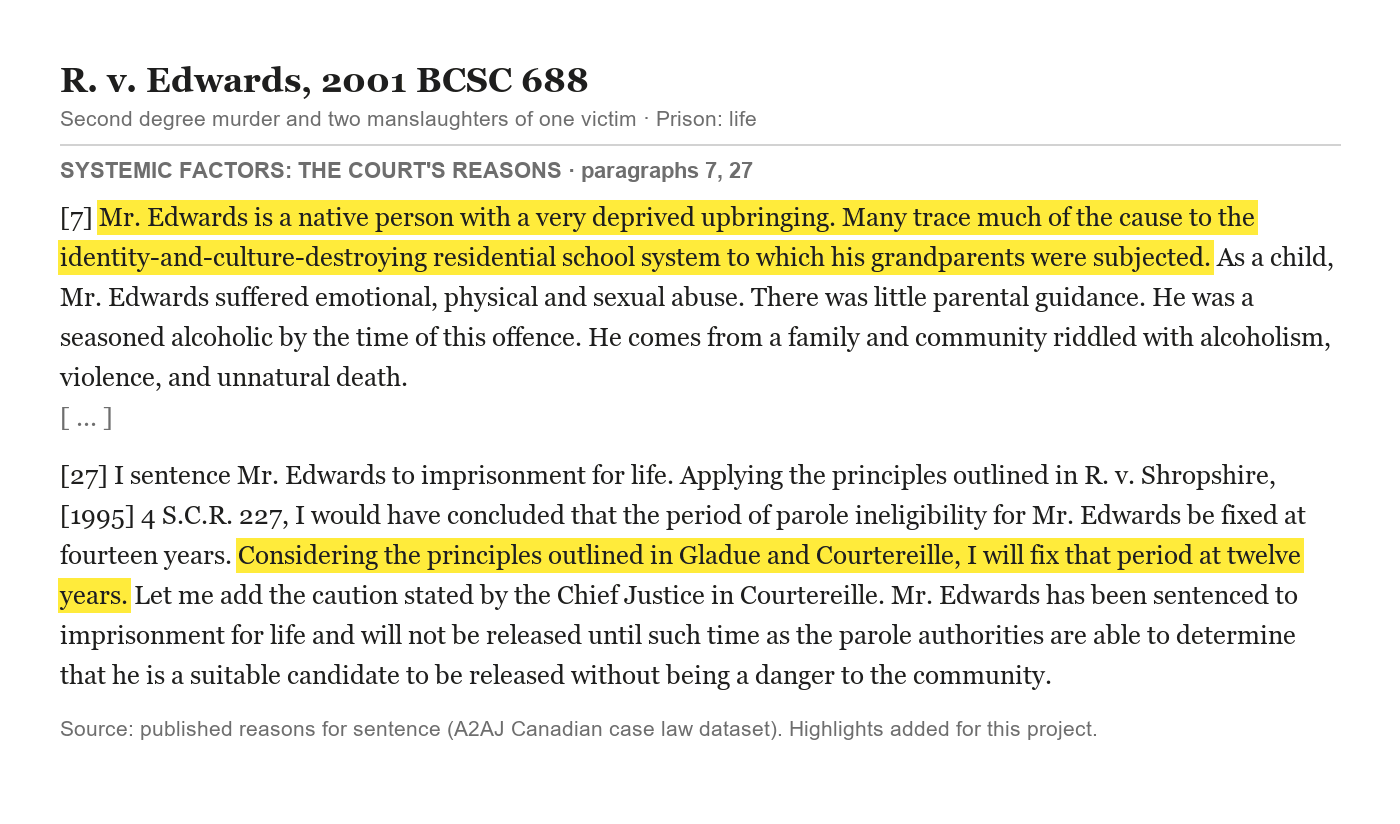 R. v. Edwards, 2001 BCSC 688
Second degree murder and two manslaughters of one victim · Prison: life
SYSTEMIC FACTORS: THE COURT'S REASONS · paragraphs 7, 27
[7] Mr. Edwards is a native person with a very deprived upbringing. Many trace much of the cause to the
identity-and-culture-destroying residential school system to which his grandparents were subjected. As a child,
Mr. Edwards suffered emotional, physical and sexual abuse. There was little parental guidance. He was a
seasoned alcoholic by the time of this offence. He comes from a family and community riddled with alcoholism,
violence, and unnatural death.
[ ... ]
[27] I sentence Mr. Edwards to imprisonment for life. Applying the principles outlined in R. v. Shropshire,
[1995] 4 S.C.R. 227, I would have concluded that the period of parole ineligibility for Mr. Edwards be fixed at
fourteen years. Considering the principles outlined in Gladue and Courtereille, I will fix that period at twelve
years. Let me add the caution stated by the Chief Justice in Courtereille. Mr. Edwards has been sentenced to
imprisonment for life and will not be released until such time as the parole authorities are able to determine
that he is a suitable candidate to be released without being a danger to the community.
Source: published reasons for sentence (A2AJ Canadian case law dataset). Highlights added for this project.